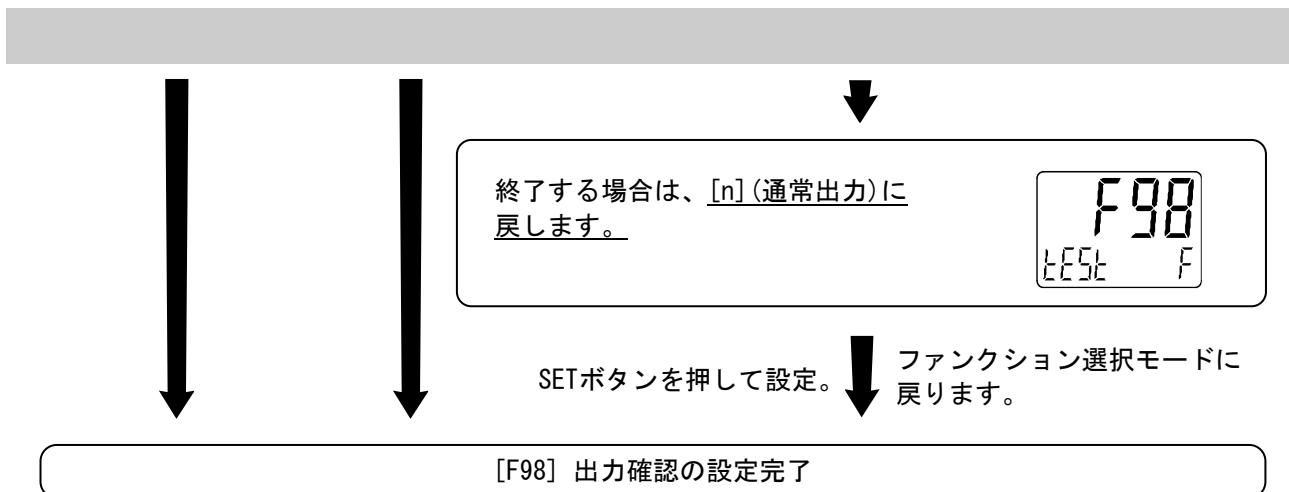 終了する場合は、[n](通常出力)に
戻します。
F98
tESt F
SETボタンを押して設定。
ファンクション選択モードに
戻ります。
[F98] 出力確認の設定完了